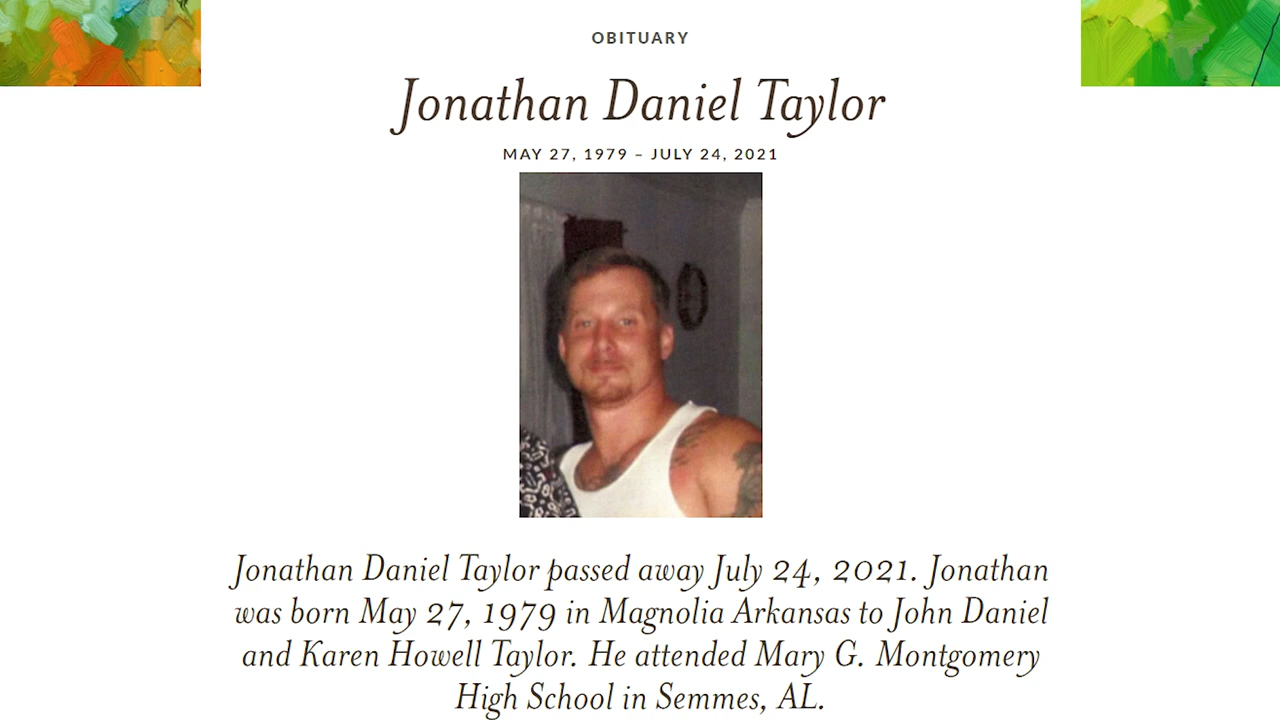 OBITUARY
Jonathan Daniel Taylor
MAY 27, 1979 – JULY 24, 2021
Jonathan Daniel Taylor passed away July 24, 2021. Jonathan
was born May 27, 1979 in Magnolia Arkansas to John Daniel
and Karen Howell Taylor. He attended Mary G. Montgomery
High School in Semmes, AL.